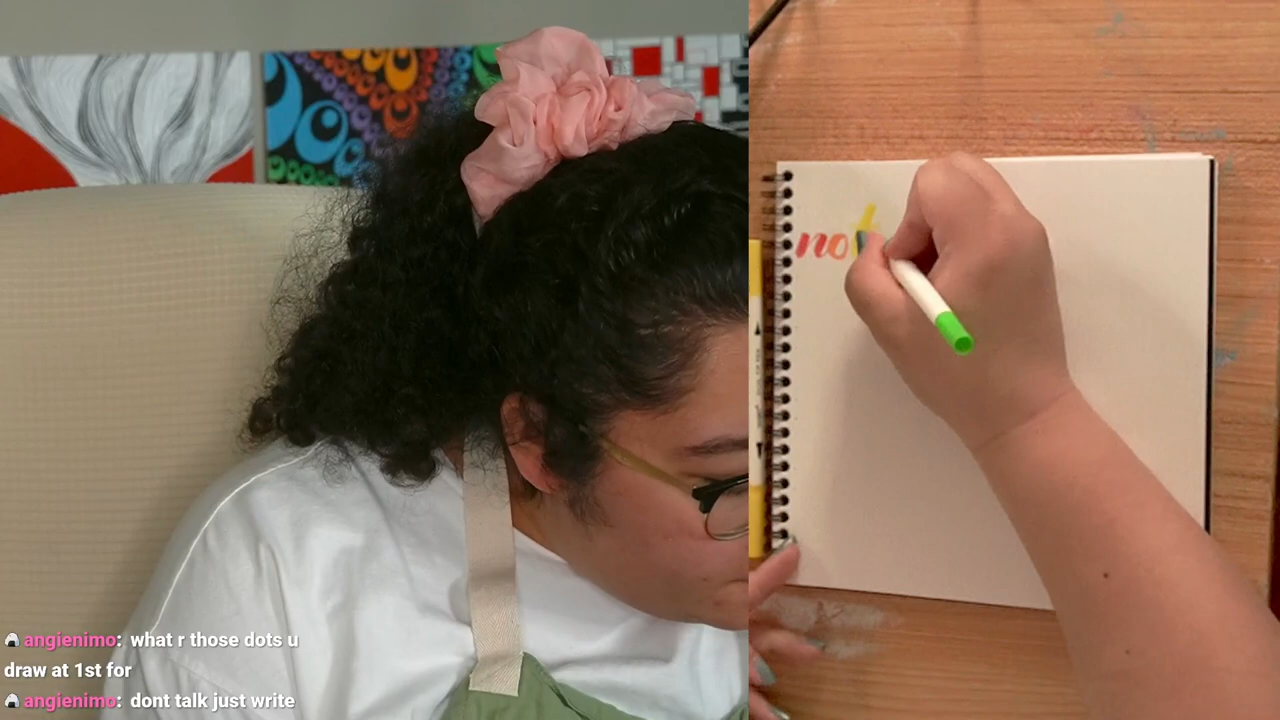 angienimo: what r those dots u
draw at 1st for
angienimo: dont talk just write
no